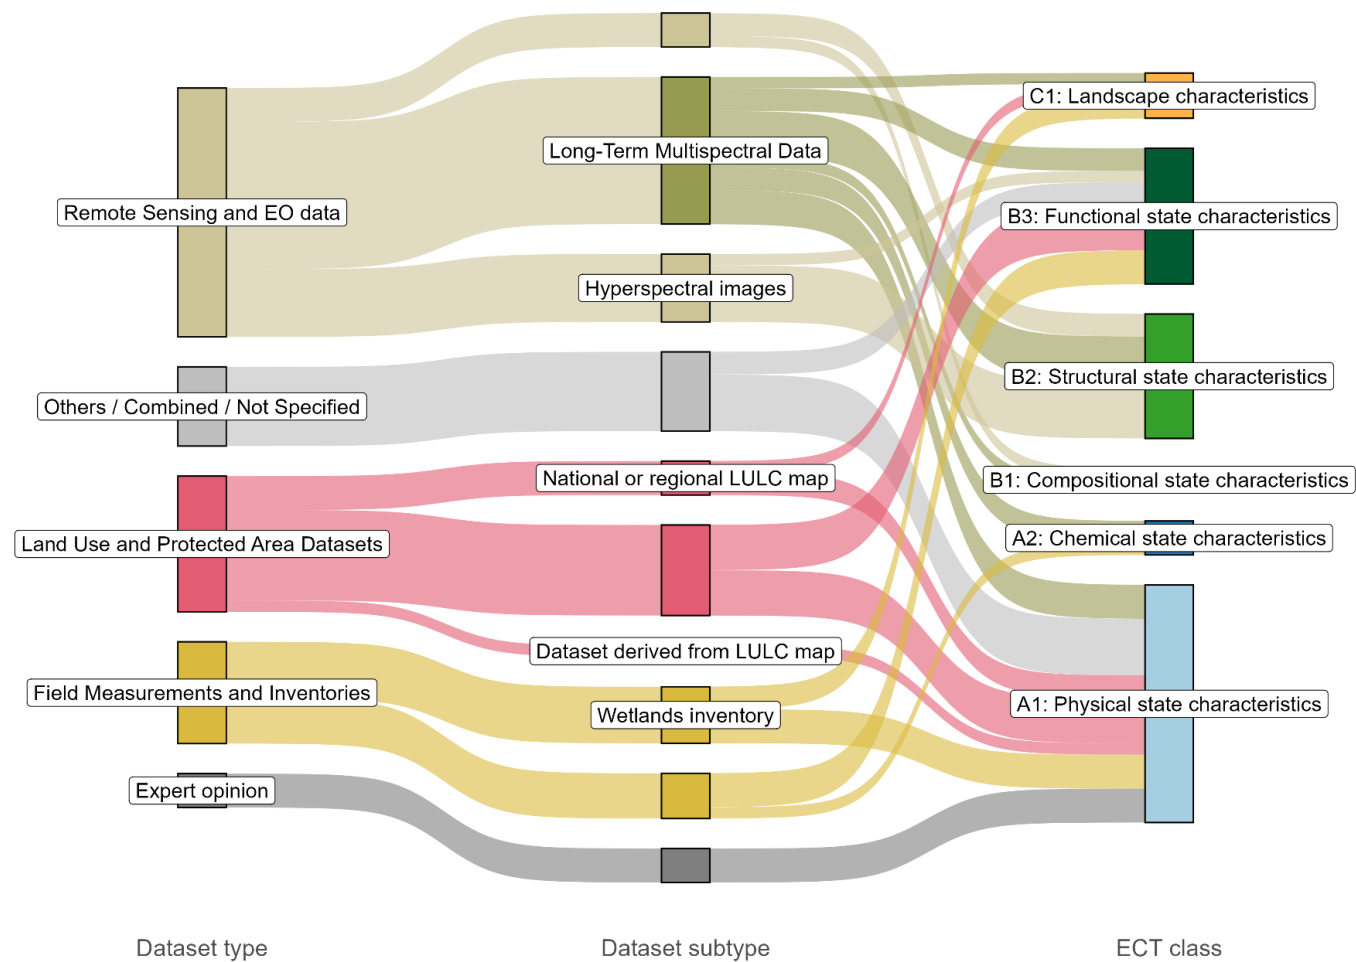 C1: Landscape characteristics
Long-Term Multispectral Data
Remote Sensing and EO data
B3: Functional state characteristics
Hyperspectral images
B2: Structural state characteristics
Others / Combined / Not Specified
National or regional LULC map
B1: Compositional state characteristics
Land Use and Protected Area Datasets
A2: Chemical state characteristics
Dataset derived from LULC map
Field Measurements and Inventories
A1: Physical state characteristics
Wetlands inventory
Expert opinion
Dataset type
Dataset subtype
ECT class